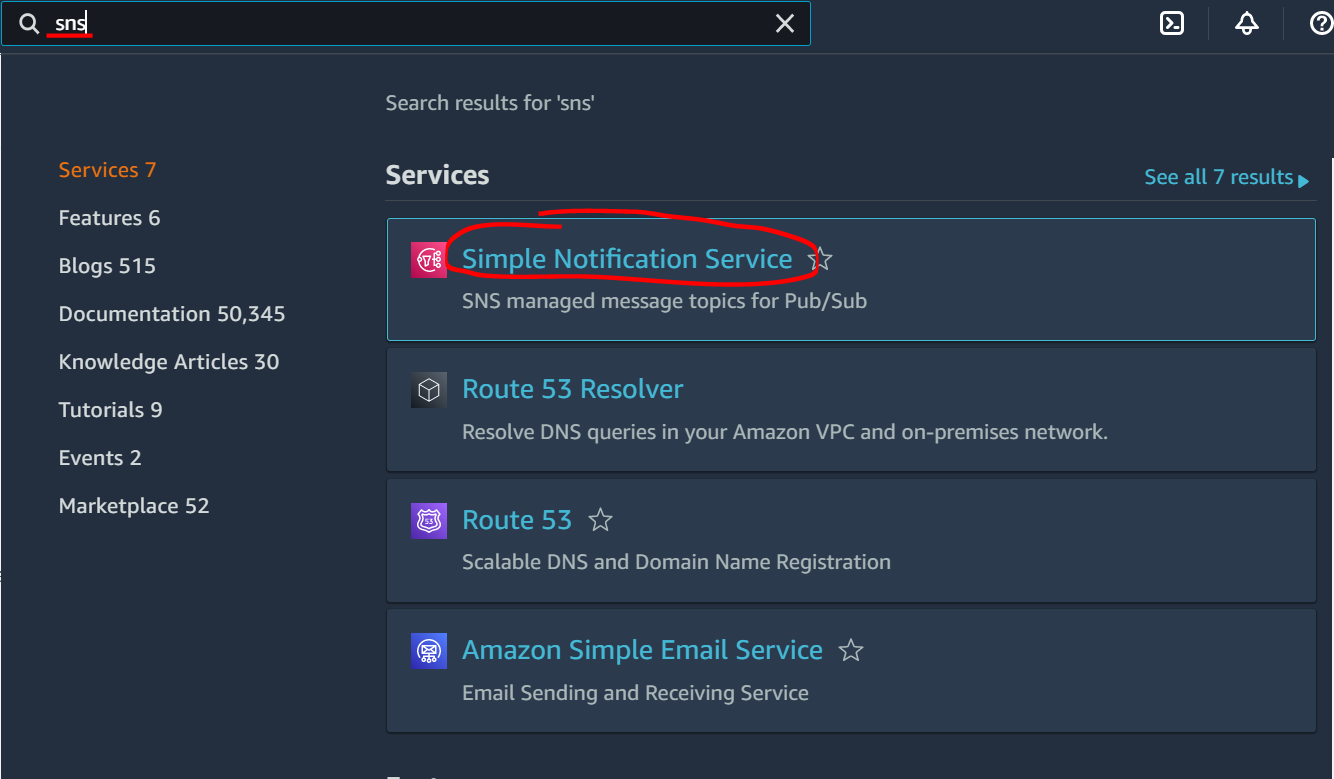 sns
Search results for 'sns'
Services 7
Features 6
Blogs 515
Documentation 50,345
Knowledge Articles 30
Tutorials 9
Events 2
Marketplace 52
Services
See all 7 results
Simple Notification Service
SNS managed message topics for Pub/Sub
Route 53 Resolver
Resolve DNS queries in your Amazon VPC and on-premises network.
53
Route 53
Scalable DNS and Domain Name Registration
Amazon Simple Email Service
Email Sending and Receiving Service